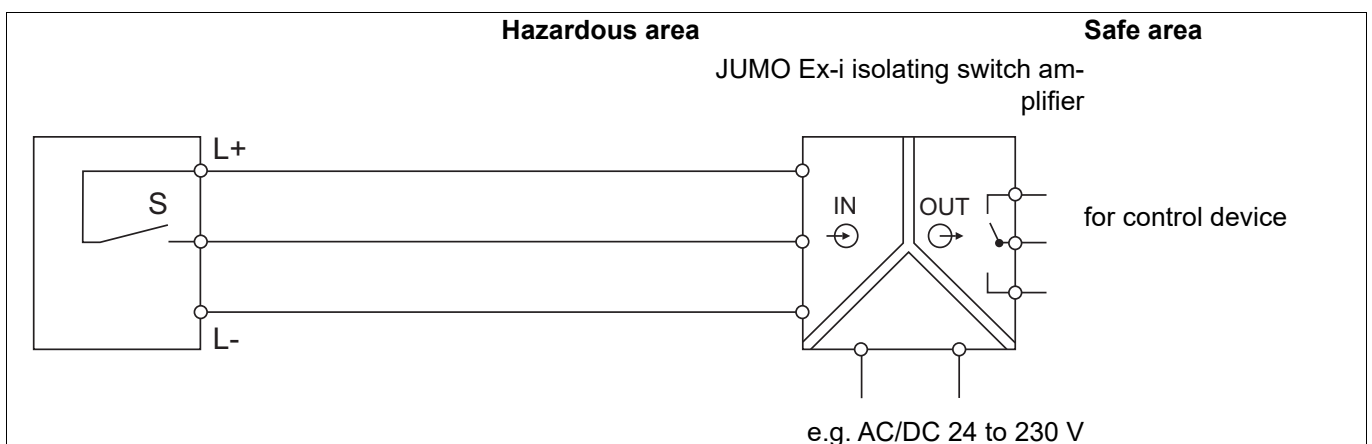 Hazardous area
Safe area
JUMO Ex-i isolating switch am-
plifier
L+
S
IN
OUT
for control device
L-
e.g. AC/DC 24 to 230 V